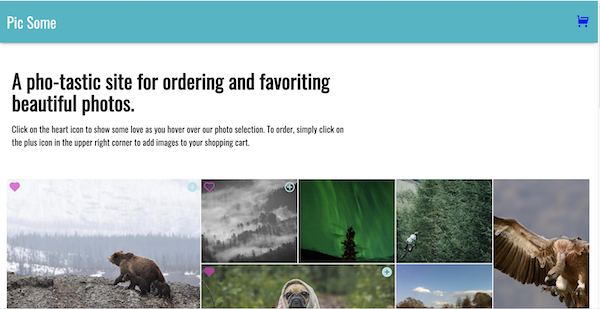 Pic Some
A pho-tastic site for ordering and favoriting
beautiful photos.
Click on the heart icon to show some love as you hover over our photo selection. To order, simply click on
the plus icon in the upper right corner to add images to your shopping cart.